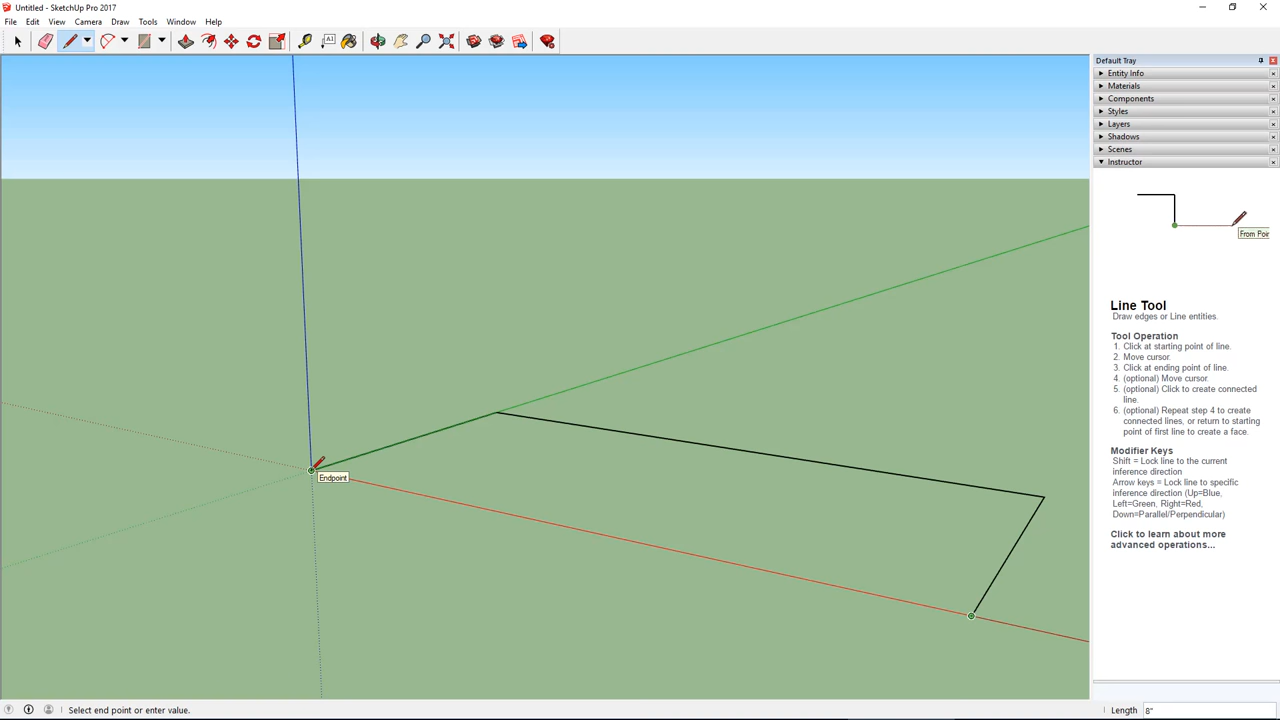 Untitled - SketchUp Pro 2017
File Edit View Camera Draw Tools Window Help
Default Tray
Entity Info
Materials
Components
Styles
Layers
Shadows
Scenes
Instructor
From Poir
Line Tool
Draw edges or Line entities.
Tool Operation
1. Click at starting point of line.
2. Move cursor.
3. Click at ending point of line.
4. (optional) Move cursor.
5. (optional) Click to create connected
line.
6. (optional) Repeat step 4 to create
connected lines, or return to starting
point of first line to create a face.
Modifier Keys
Shift = Lock line to the current
inference direction
Arrow keys = Lock line to specific
inference direction (Up=Blue,
Left=Green, Right=Red,
Down=Parallel/Perpendicular)
Click to learn about more
advanced operations...
Endpoint
Select end point or enter value.
Length 8"